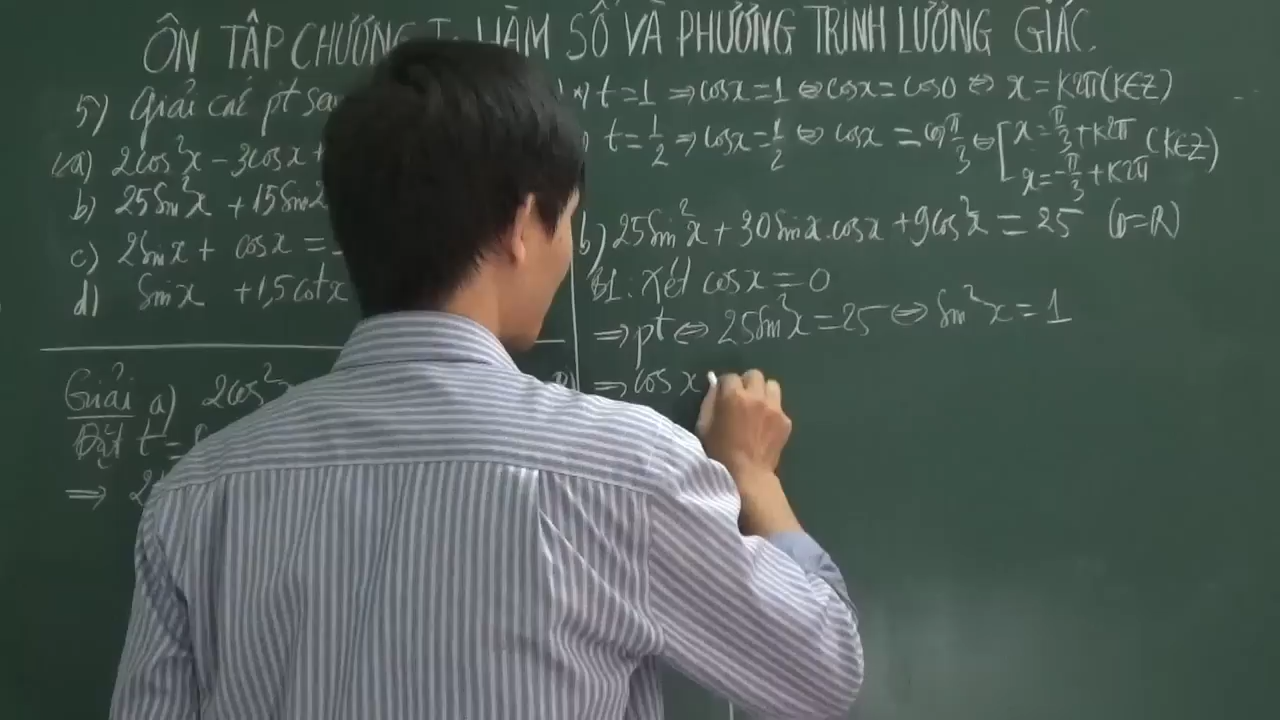 ÔN TẬP CHƯƠNG I: HÀM SỐ VÀ PHƯƠNG TRÌNH LƯỢNG GIÁC.
5) Giải các pt sau
a) 2cos²x - 3cosx +
b) 25sin²x + 15sin2
c) 2sinx + cosx =
d) sinx + 1,5cotx
Giải a) 2cos²
Đặt t =
⇒ 2
t = 1 ⇒ cosx = 1 ⇔ cosx = cos0 ⇔ x = K2π (K∈Z)
t = 1/2 ⇒ cosx = 1/2 ⇔ cosx = cos π/3 ⇔ [ x = π/3 + K2π
x = -π/3 + K2π (K∈Z)
b) 25sin²x + 30sinx.cosx + 9cos²x = 25 (D=R)
B1: Xét cosx = 0
⇒ pt ⇔ 25sin²x = 25 ⇔ sin²x = 1
⇒ cosx